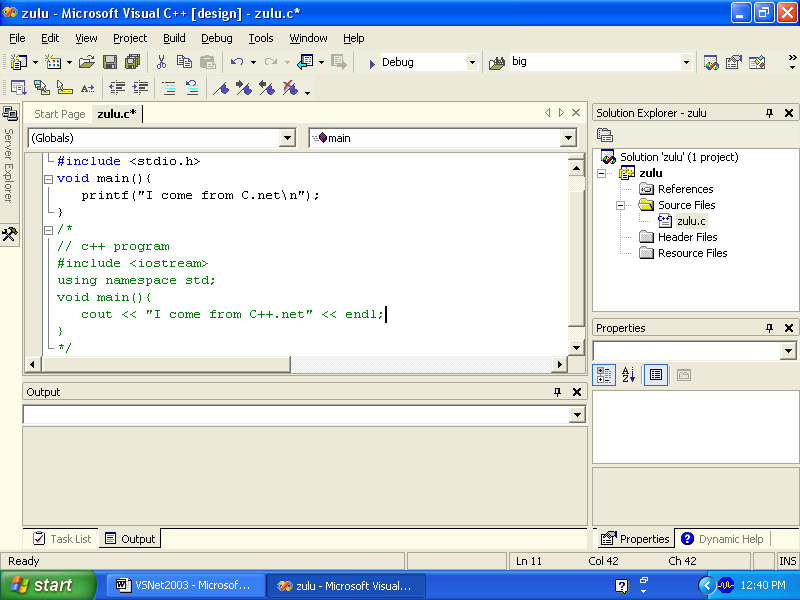 zulu - Microsoft Visual C++ [design] - zulu.c*
File Edit View Project Build Debug Tools Window Help
Debug big
Start Page zulu.c*
(Globals) main
#include <stdio.h>
void main(){
printf("I come from C.net\n");
}
/*
// c++ program
#include <iostream>
using namespace std;
void main(){
cout << "I come from C++.net" << endl;
}
*/
Server Explorer
Output
Task List Output
Solution Explorer - zulu
Solution 'zulu' (1 project)
zulu
References
Source Files
zulu.c
Header Files
Resource Files
Properties
Properties Dynamic Help
Ready Ln 11 Col 42 Ch 42 INS
start VSNet2003 - Microsof... zulu - Microsoft Visual... 12:40 PM